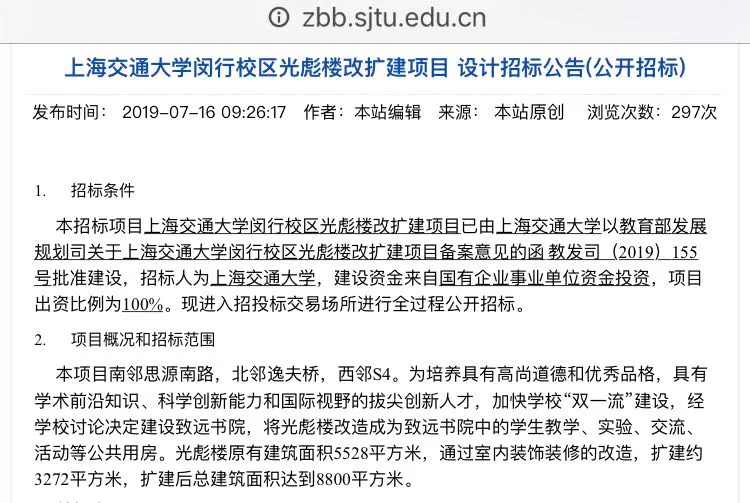 zbb.sjtu.edu.cn
上海交通大学闵行校区光彪楼改扩建项目 设计招标公告(公开招标)
发布时间： 2019-07-16 09:26:17 作者：本站编辑 来源： 本站原创 浏览次数：297次
1. 招标条件
本招标项目上海交通大学闵行校区光彪楼改扩建项目已由上海交通大学以教育部发展
规划司关于上海交通大学闵行校区光彪楼改扩建项目备案意见的函 教发司（2019）155
号批准建设，招标人为上海交通大学，建设资金来自国有企业事业单位资金投资，项目
出资比例为100%。现进入招投标交易场所进行全过程公开招标。
2. 项目概况和招标范围
本项目南邻思源南路，北邻逸夫桥，西邻S4。为培养具有高尚道德和优秀品格，具有
学术前沿知识、科学创新能力和国际视野的拔尖创新人才，加快学校“双一流”建设，经
学校讨论决定建设致远书院，将光彪楼改造成为致远书院中的学生教学、实验、交流、
活动等公共用房。光彪楼原有建筑面积5528平方米，通过室内装饰装修的改造，扩建约
3272平方米，扩建后总建筑面积达到8800平方米。